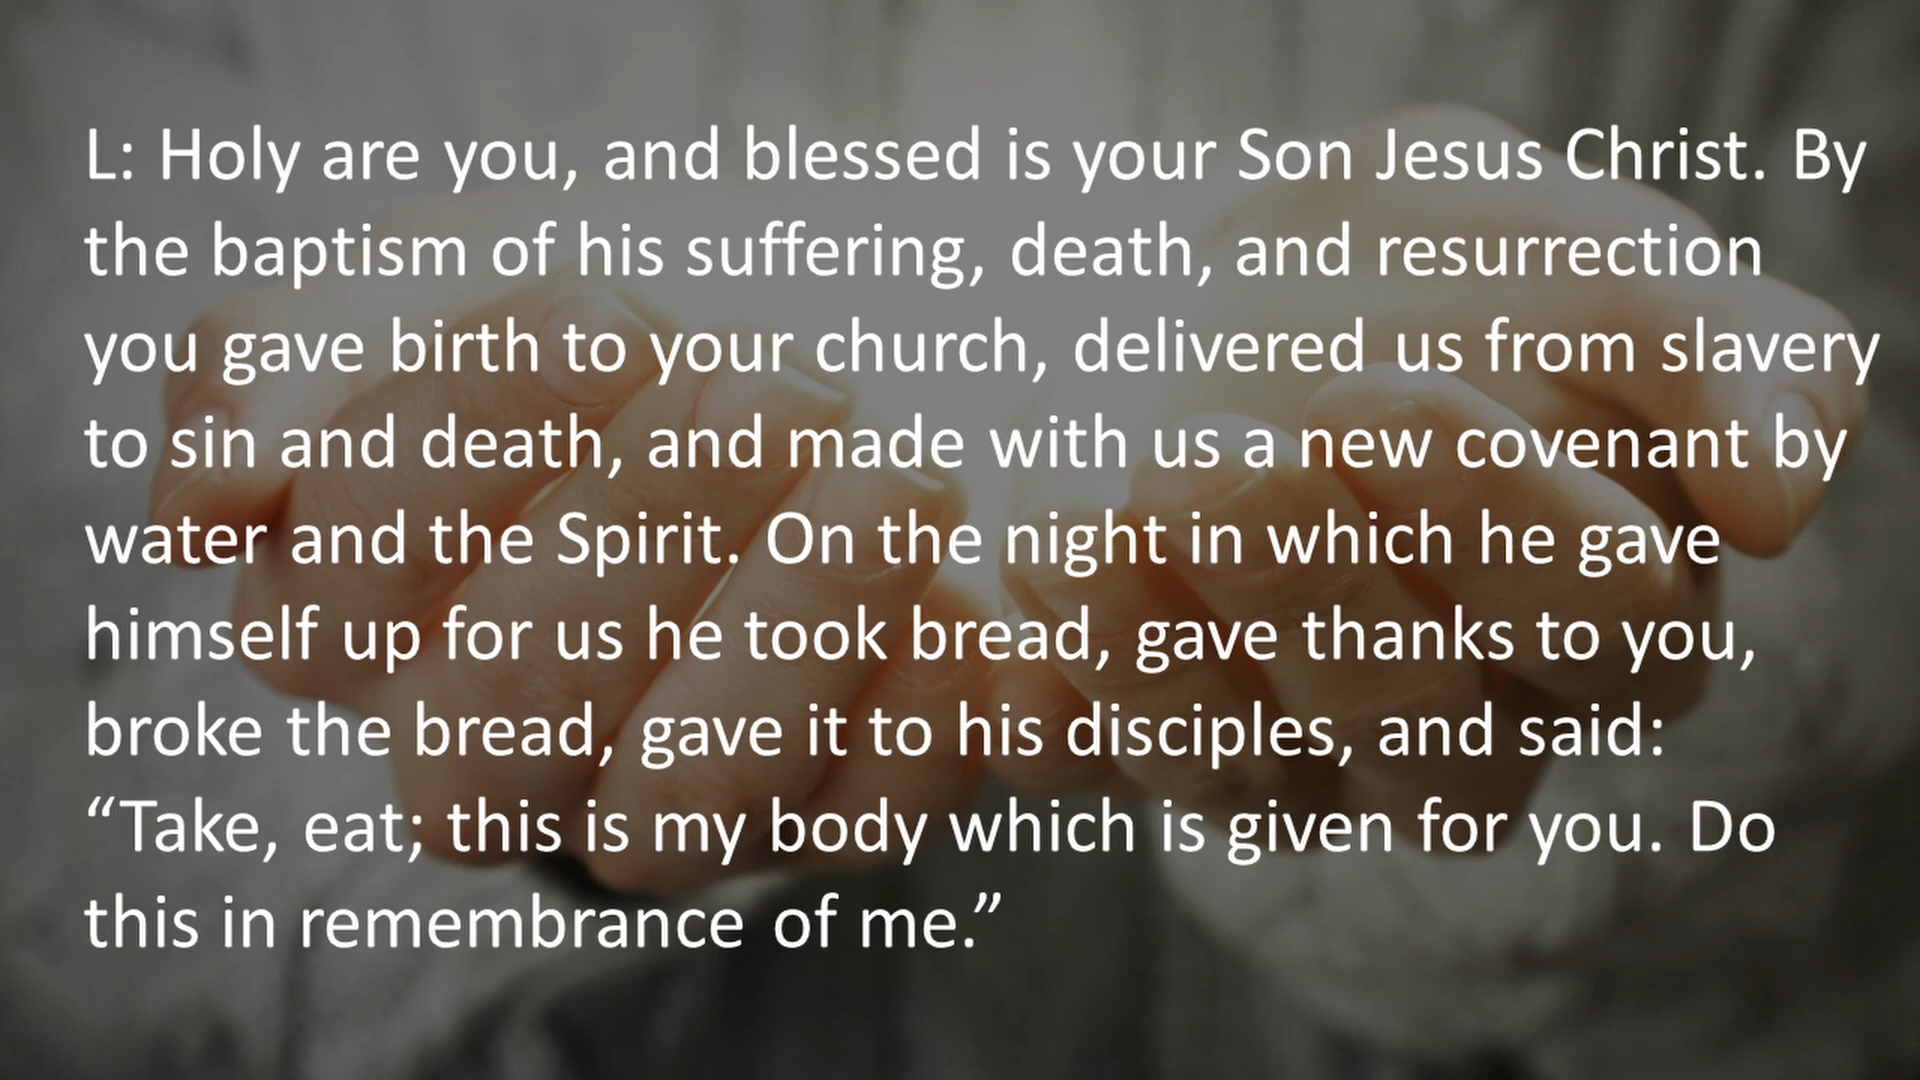 L: Holy are you, and blessed is your Son Jesus Christ. By
the baptism of his suffering, death, and resurrection
you gave birth to your church, delivered us from slavery
to sin and death, and made with us a new covenant by
water and the Spirit. On the night in which he gave
himself up for us he took bread, gave thanks to you,
broke the bread, gave it to his disciples, and said:
“Take, eat; this is my body which is given for you. Do
this in remembrance of me.”